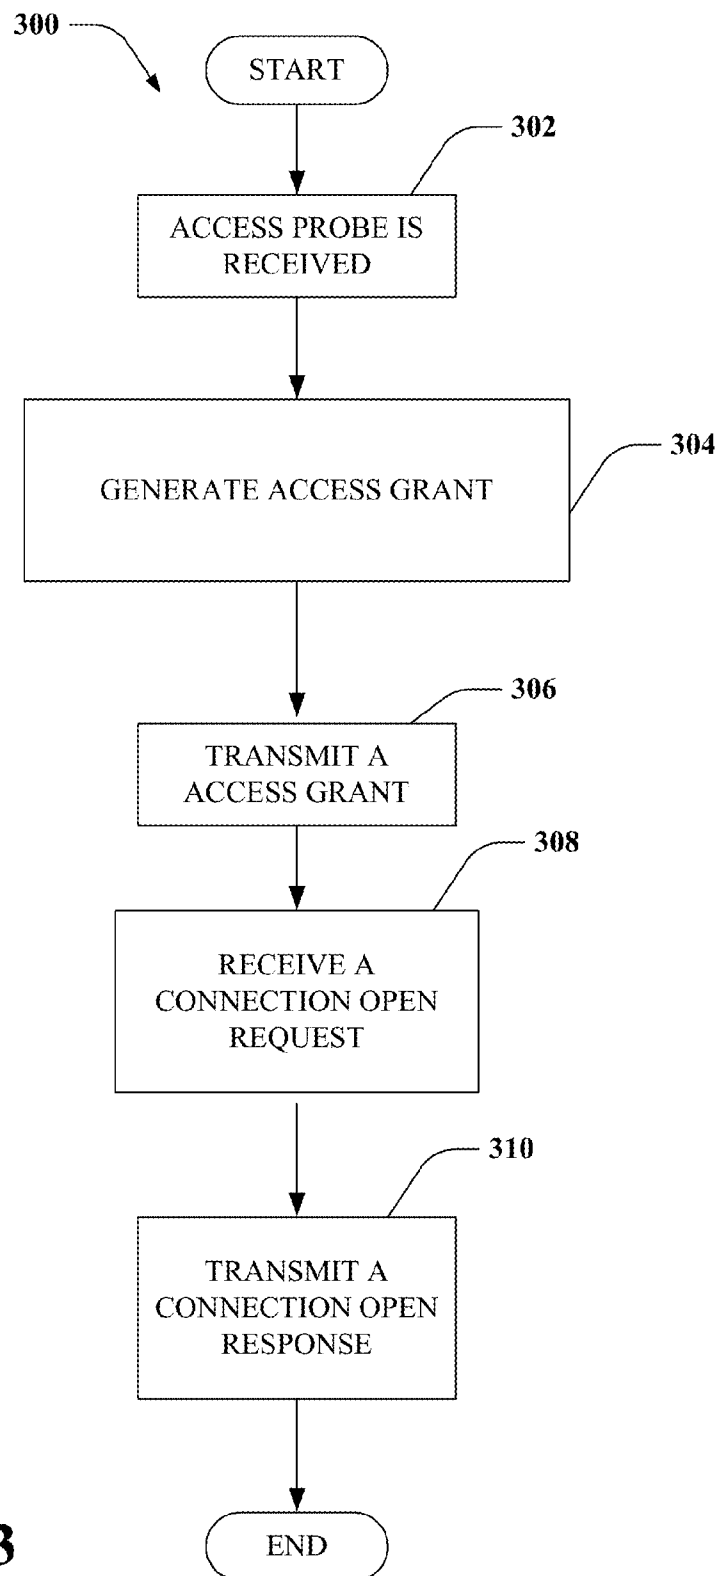 300
START
302
ACCESS PROBE IS
RECEIVED
304
GENERATE ACCESS GRANT
306
TRANSMIT A
ACCESS GRANT
308
RECEIVE A
CONNECTION OPEN
REQUEST
310
TRANSMIT A
CONNECTION OPEN
RESPONSE
END
3